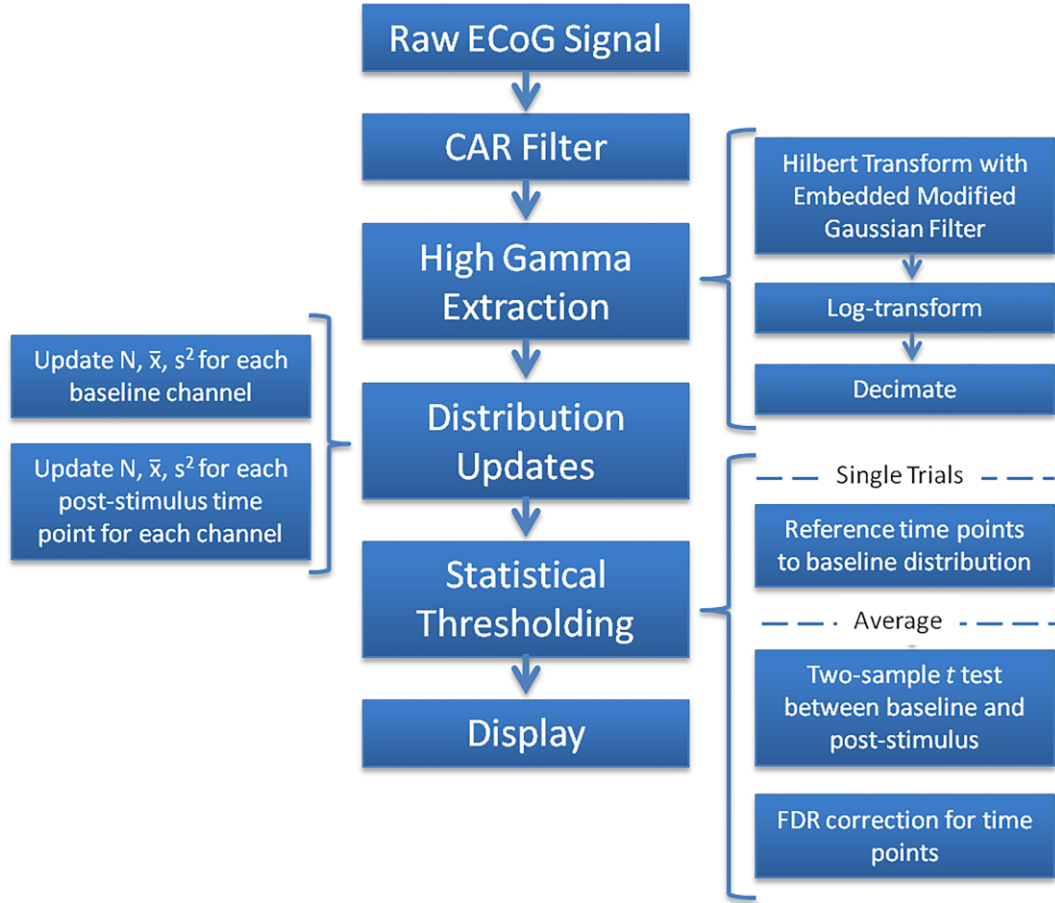 Raw ECoG Signal
CAR Filter
High Gamma
Extraction
Hilbert Transform with
Embedded Modified
Gaussian Filter
Log-transform
Decimate
Distribution
Updates
Update N, x̄, s² for each
baseline channel
Update N, x̄, s² for each
post-stimulus time
point for each channel
Statistical
Thresholding
Single Trials
Reference time points
to baseline distribution
Average
Two-sample t test
between baseline and
post-stimulus
FDR correction for time
points
Display